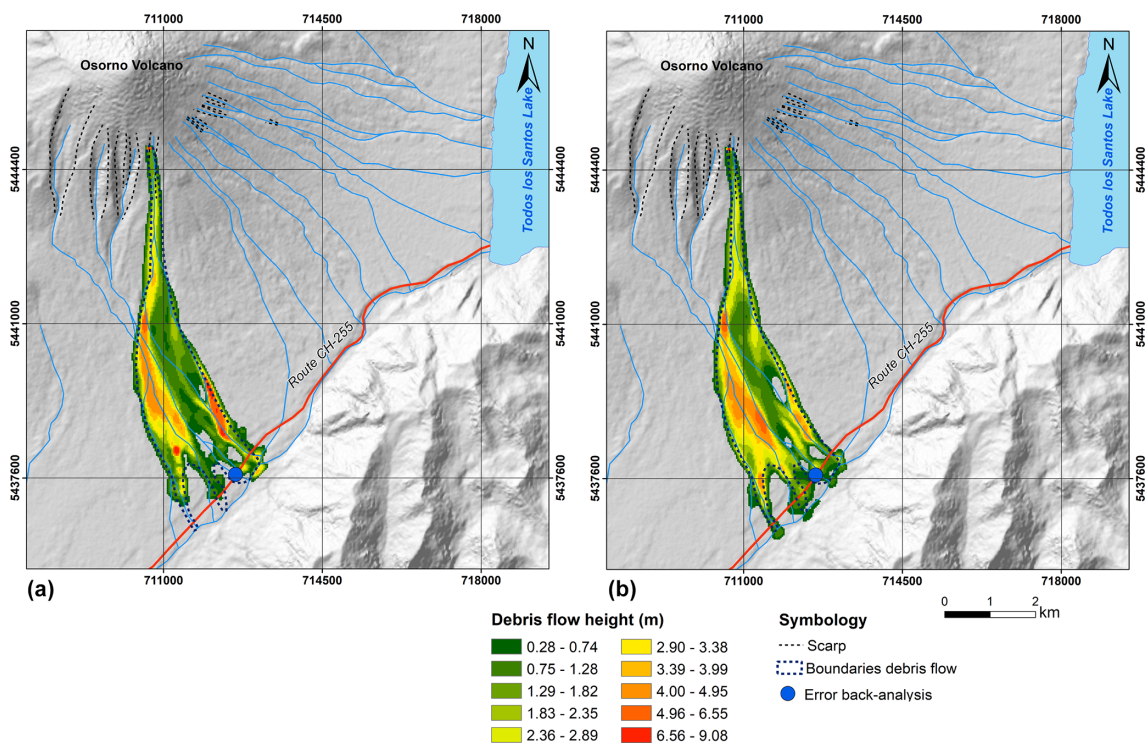 711000
714500
718000
711000
714500
718000
Osorno Volcano
N
Todos los Santos Lake
5444400
5441000
5437600
Route CH-255
Osorno Volcano
N
Todos los Santos Lake
5444400
5441000
5437600
Route CH-255
711000
714500
718000
711000
714500
718000
(a)
(b)
0 1 2
km
Debris flow height (m)
0.28 - 0.74
0.75 - 1.28
1.29 - 1.82
1.83 - 2.35
2.36 - 2.89
2.90 - 3.38
3.39 - 3.99
4.00 - 4.95
4.96 - 6.55
6.56 - 9.08
Symbology
Scarp
Boundaries debris flow
Error back-analysis